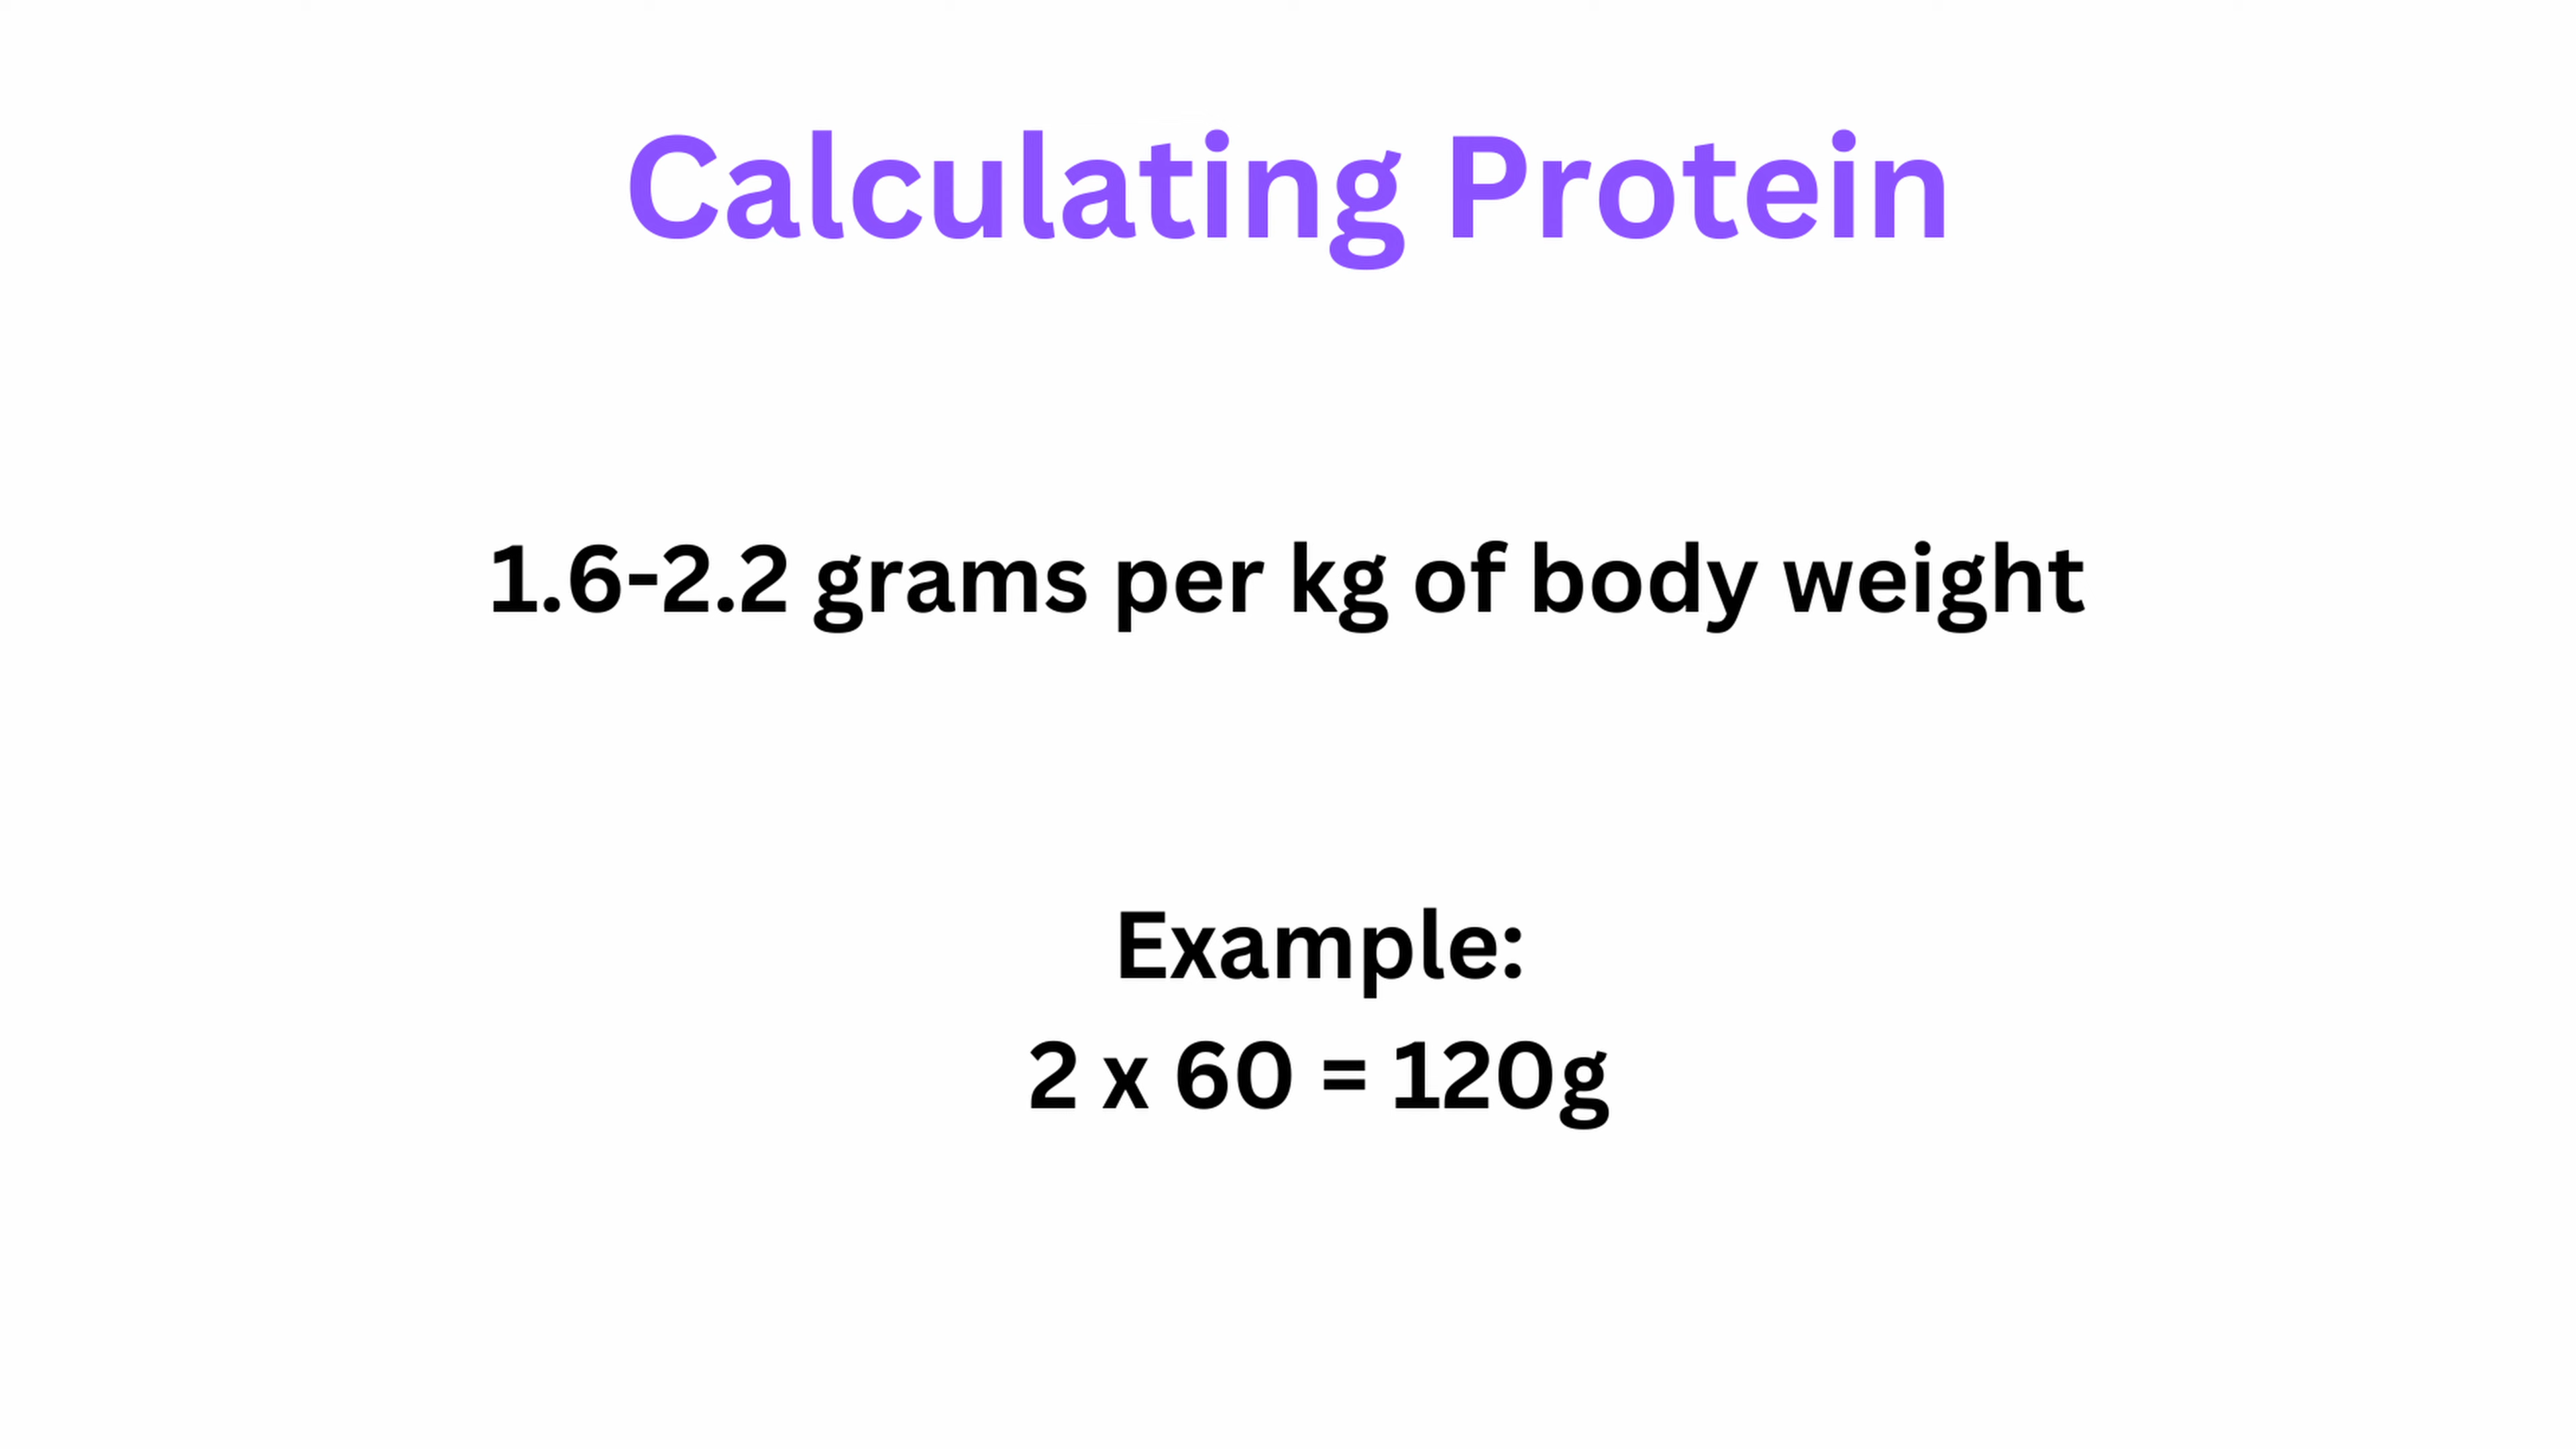 Calculating Protein
1.6-2.2 grams per kg of body weight
Example:
2 x 60 = 120g